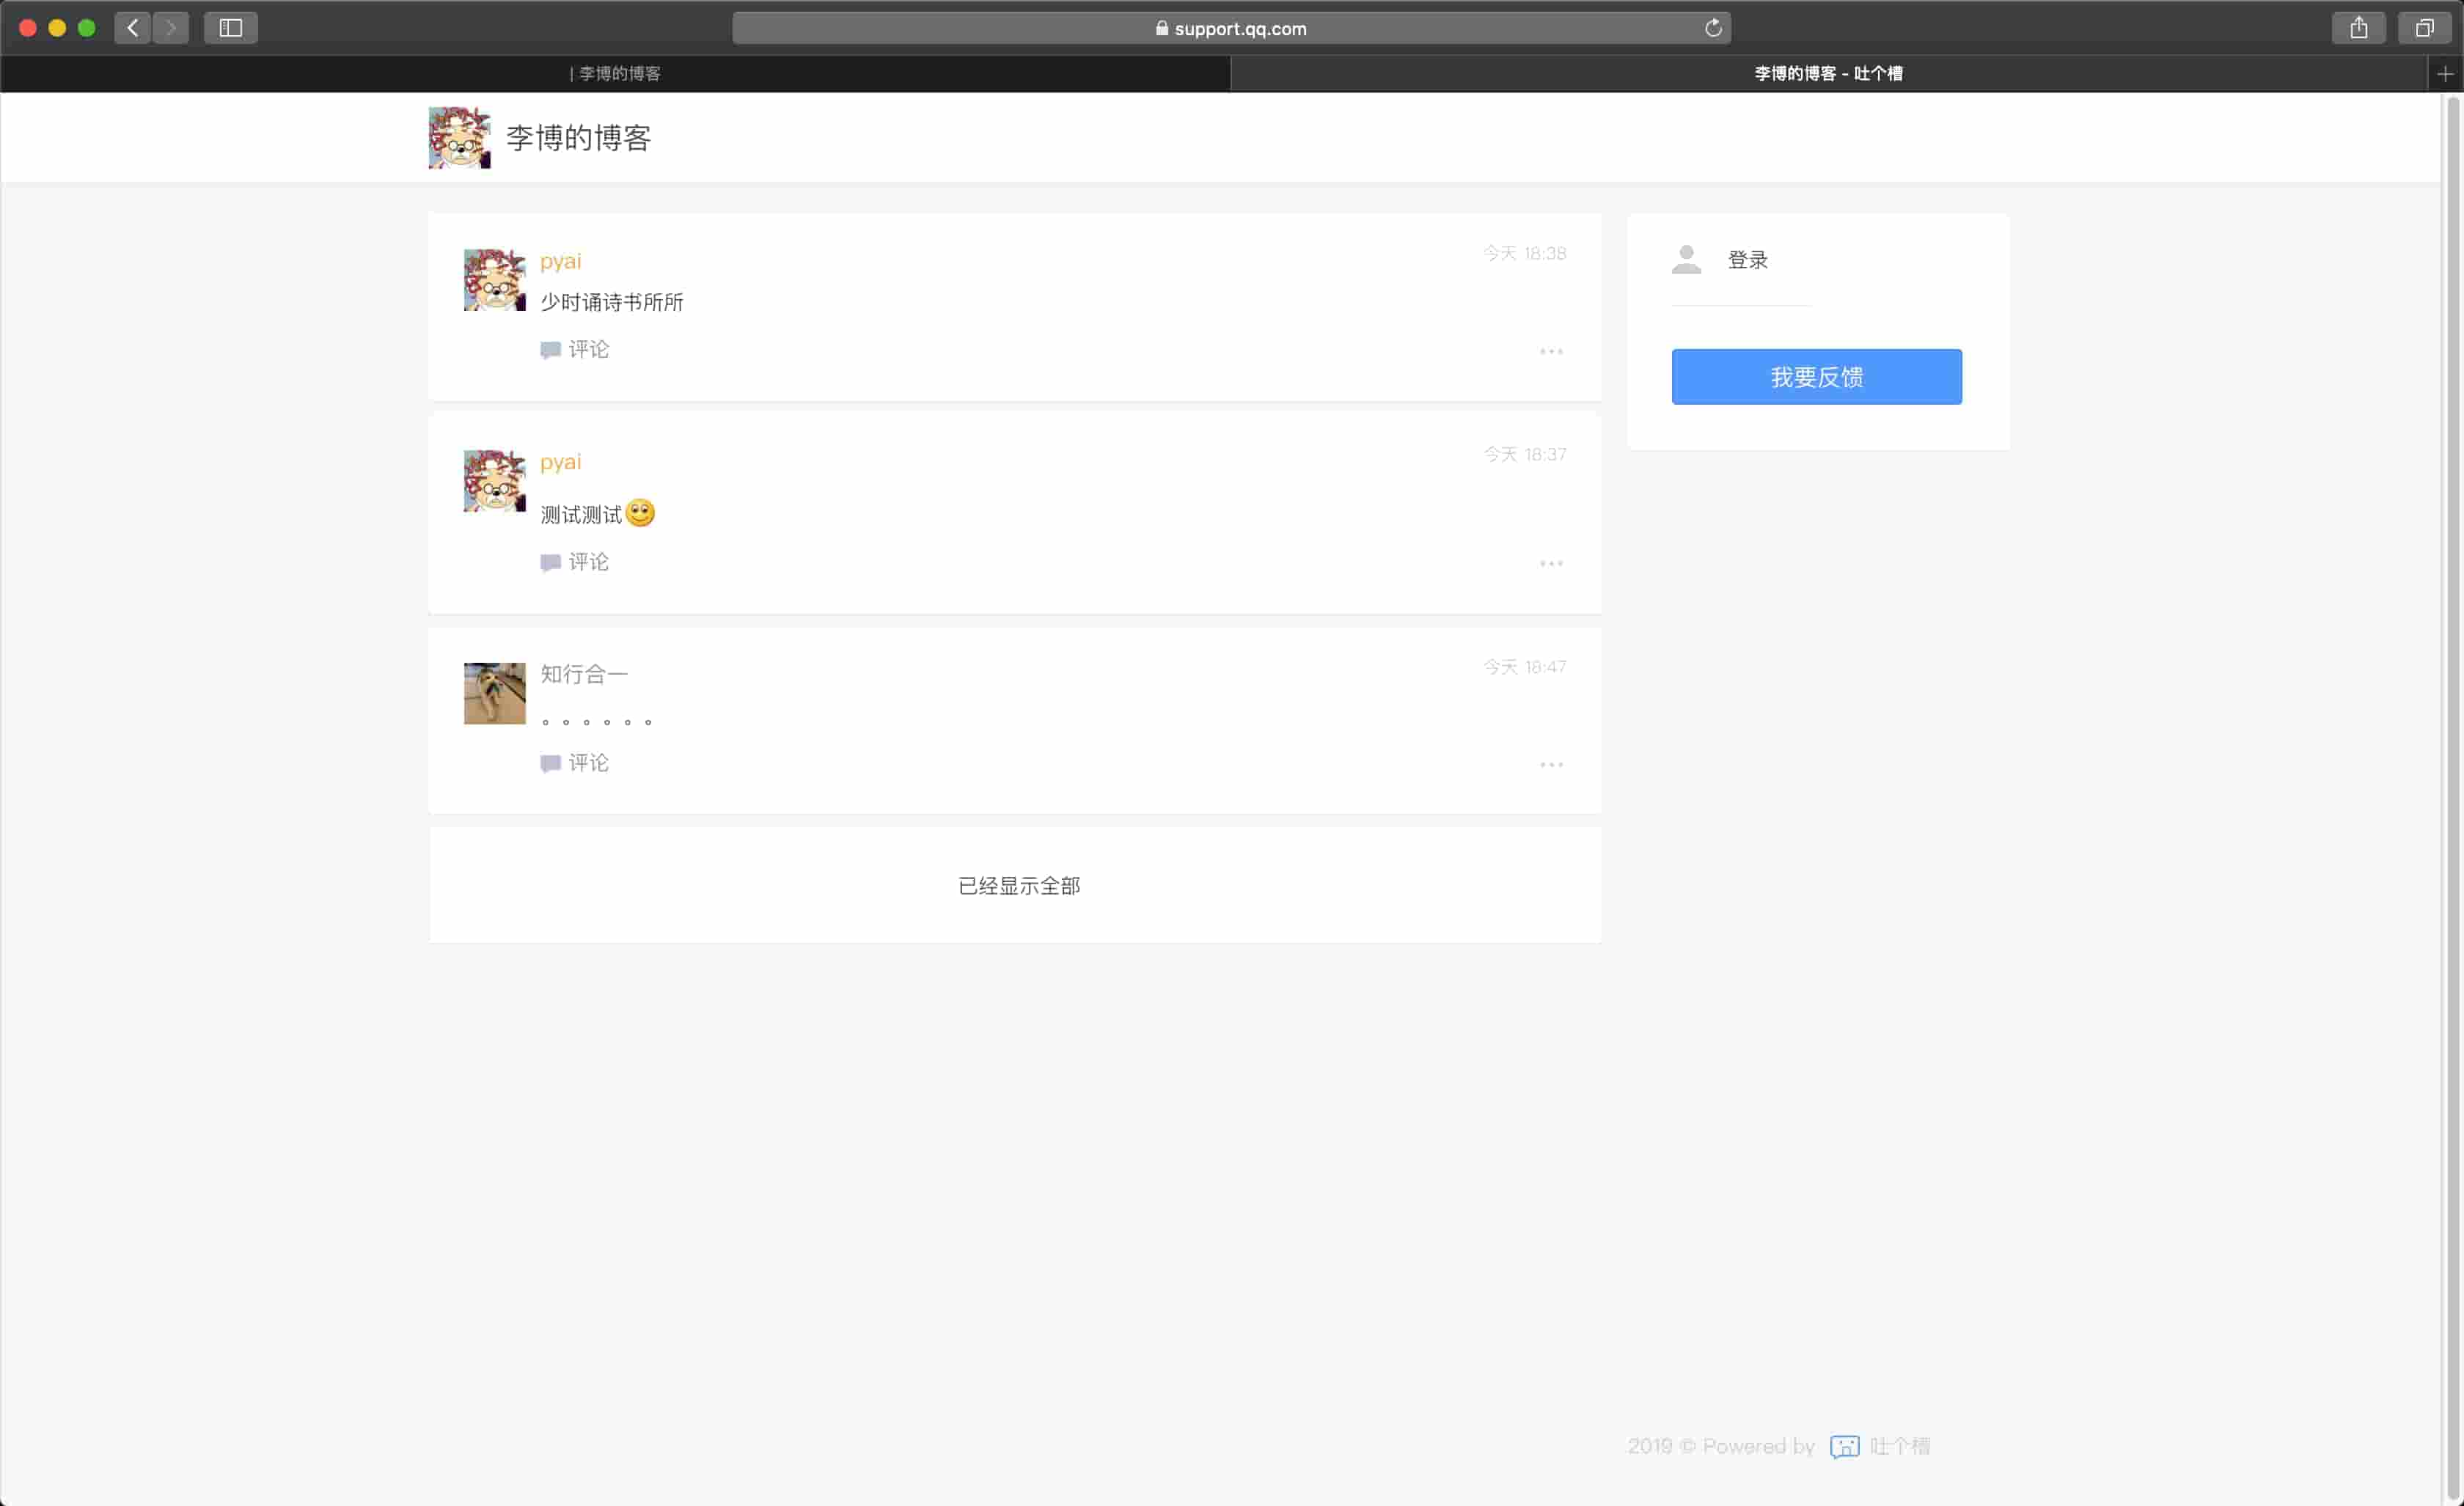 support.qq.com
| 李博的博客
李博的博客 - 吐个槽
李博的博客
pyai
今天 18:38
少时诵诗书所所
评论
pyai
今天 18:37
测试测试
评论
知行合一
今天 18:47
。。。。。。
评论
已经显示全部
登录
我要反馈
2019 © Powered by 吐个槽